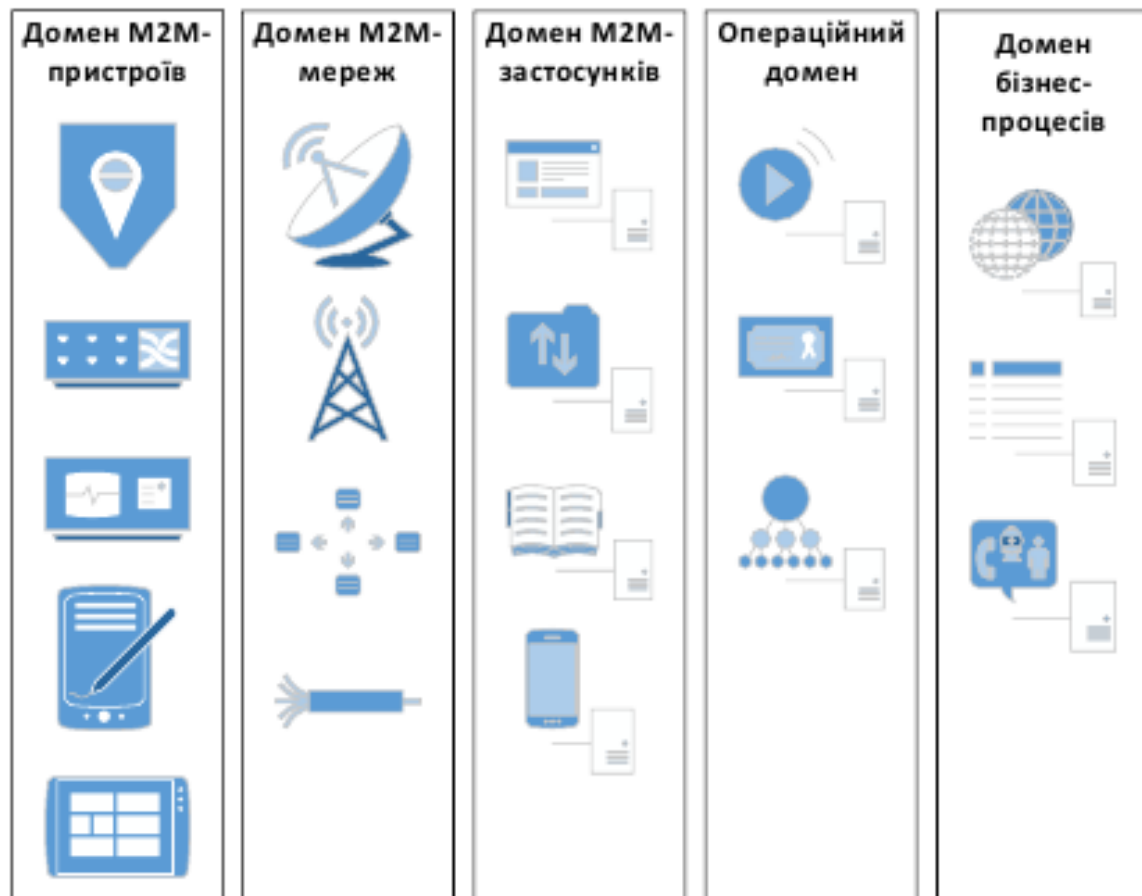 Домен М2М-
пристроїв
Домен М2М-
мереж
Домен М2М-
застосунків
Операційний
домен
Домен
бізнес-
процесів